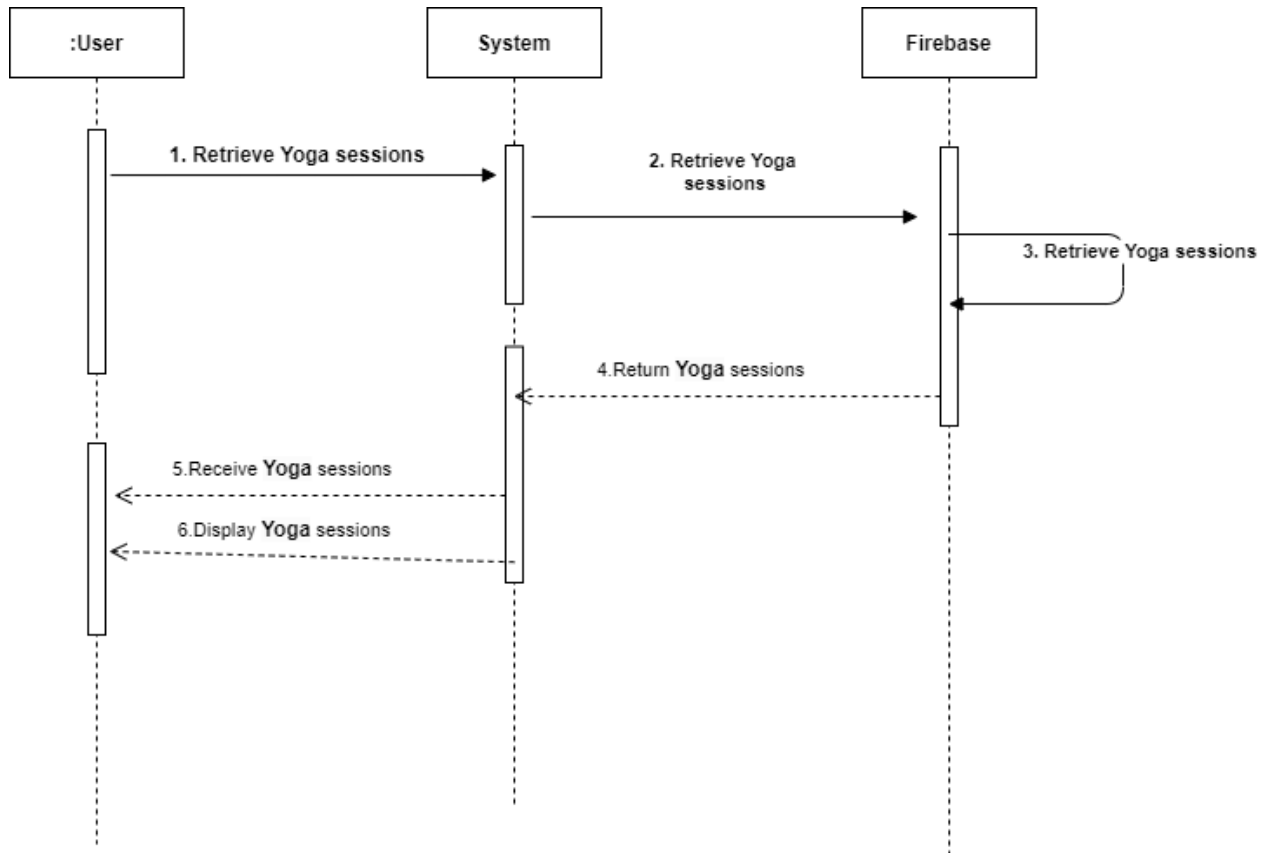 :User
System
Firebase
1. Retrieve Yoga sessions
2. Retrieve Yoga
sessions
3. Retrieve Yoga sessions
4.Return Yoga sessions
5.Receive Yoga sessions
6.Display Yoga sessions